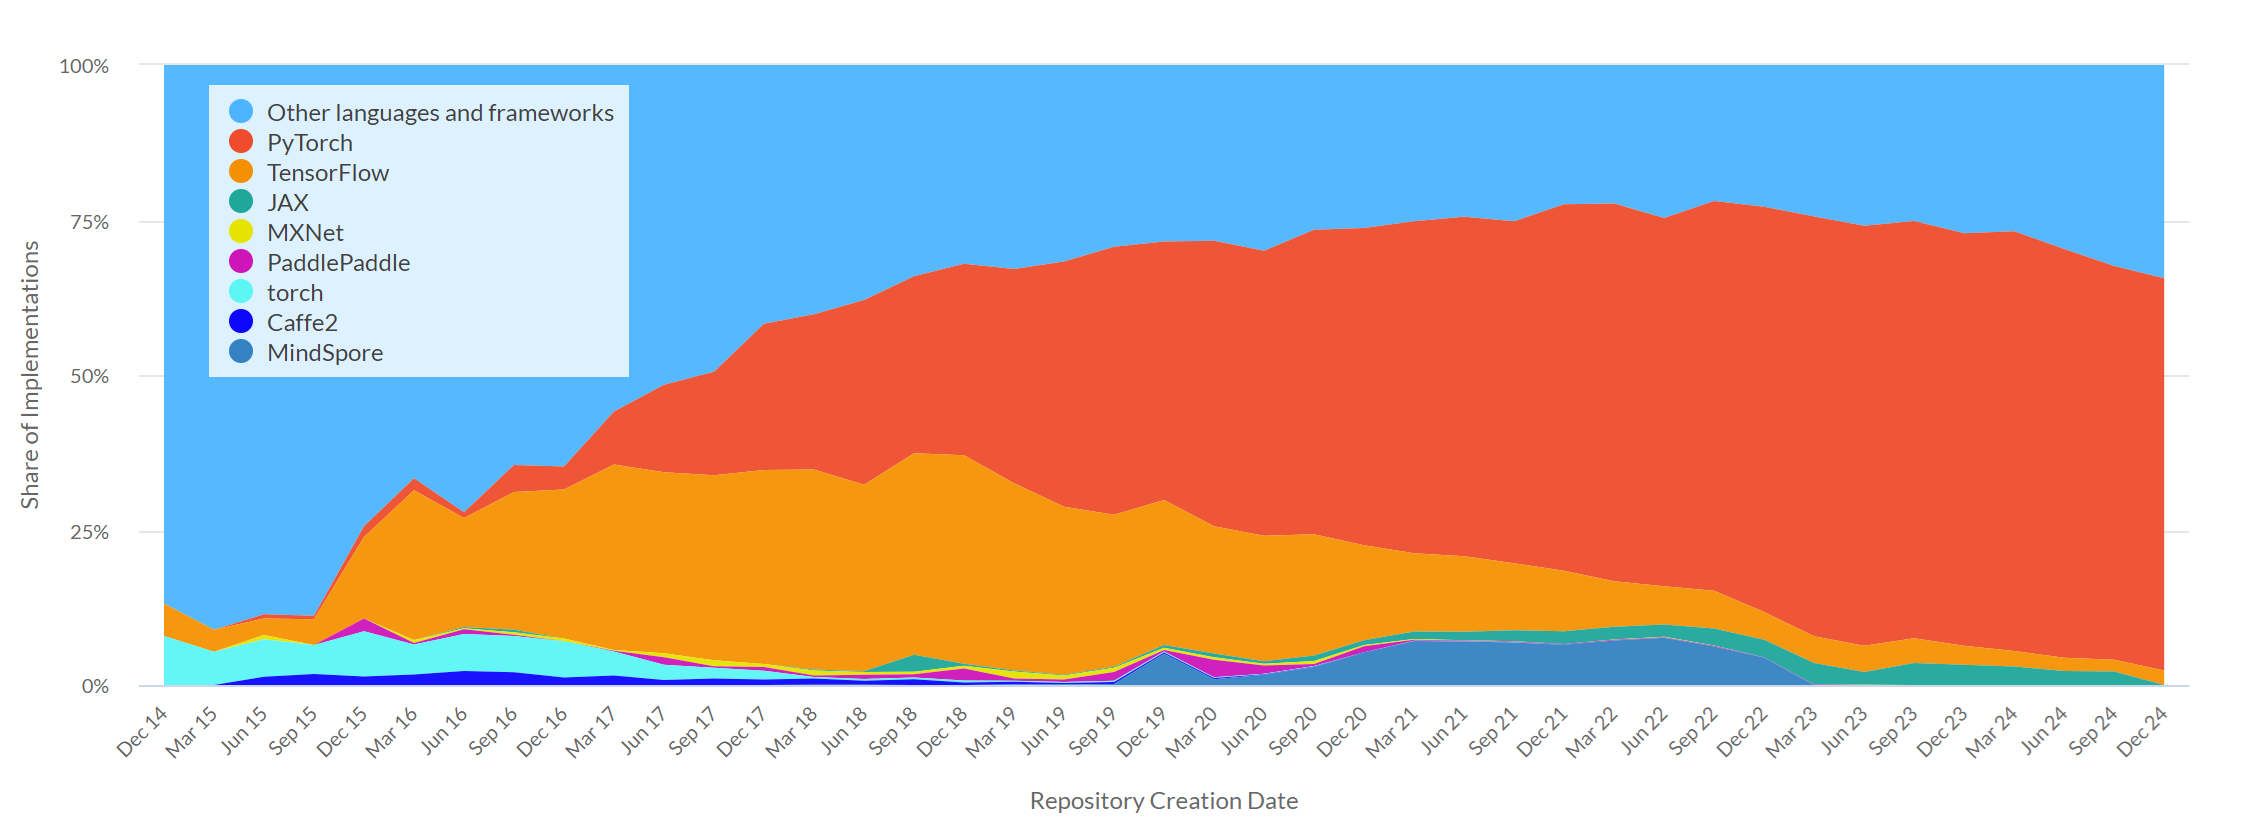 100%
75%
50%
25%
0%
Share of Implementations
Other languages and frameworks
PyTorch
TensorFlow
JAX
MXNet
PaddlePaddle
torch
Caffe2
MindSpore
Dec 14
Mar 15
Jun 15
Sep 15
Dec 15
Mar 16
Jun 16
Sep 16
Dec 16
Mar 17
Jun 17
Sep 17
Dec 17
Mar 18
Jun 18
Sep 18
Dec 18
Mar 19
Jun 19
Sep 19
Dec 19
Mar 20
Jun 20
Sep 20
Dec 20
Mar 21
Jun 21
Sep 21
Dec 21
Mar 22
Jun 22
Sep 22
Dec 22
Mar 23
Jun 23
Sep 23
Dec 23
Mar 24
Jun 24
Sep 24
Dec 24
Repository Creation Date